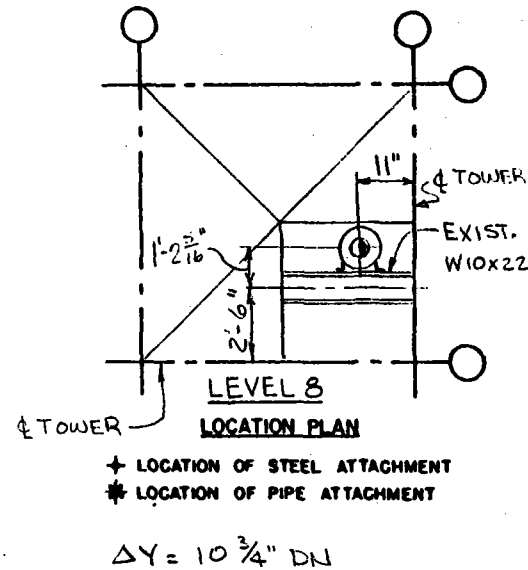 11"
℄ TOWER
EXIST.
W10x22
1'-2 5/16"
2'-6"
LEVEL 8
℄ TOWER
LOCATION PLAN
LOCATION OF STEEL ATTACHMENT
LOCATION OF PIPE ATTACHMENT
ΔY = 10 3/4" DN